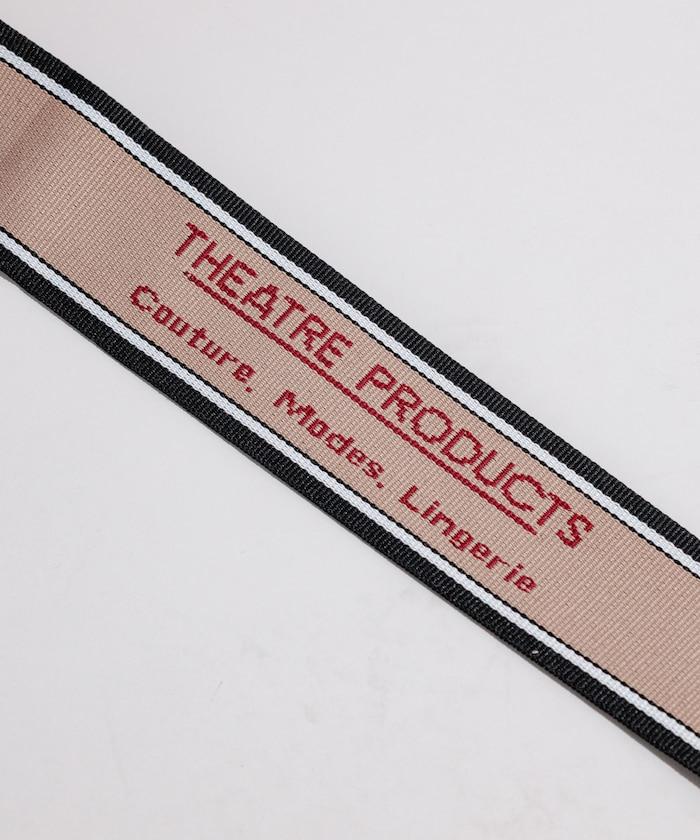 THEATRE PRODUCTS
Couture, Modes, Lingerie